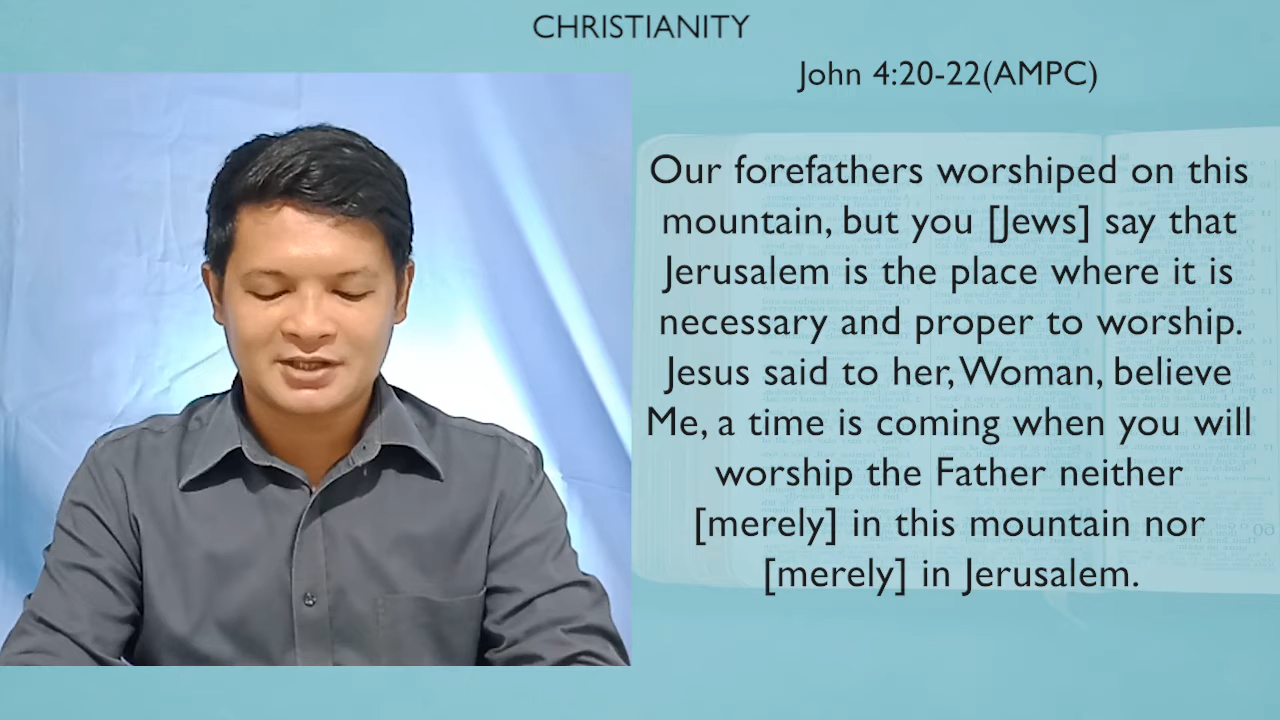 CHRISTIANITY
John 4:20-22(AMPC)
Our forefathers worshiped on this
mountain, but you [Jews] say that
Jerusalem is the place where it is
necessary and proper to worship.
Jesus said to her, Woman, believe
Me, a time is coming when you will
worship the Father neither
[merely] in this mountain nor
[merely] in Jerusalem.